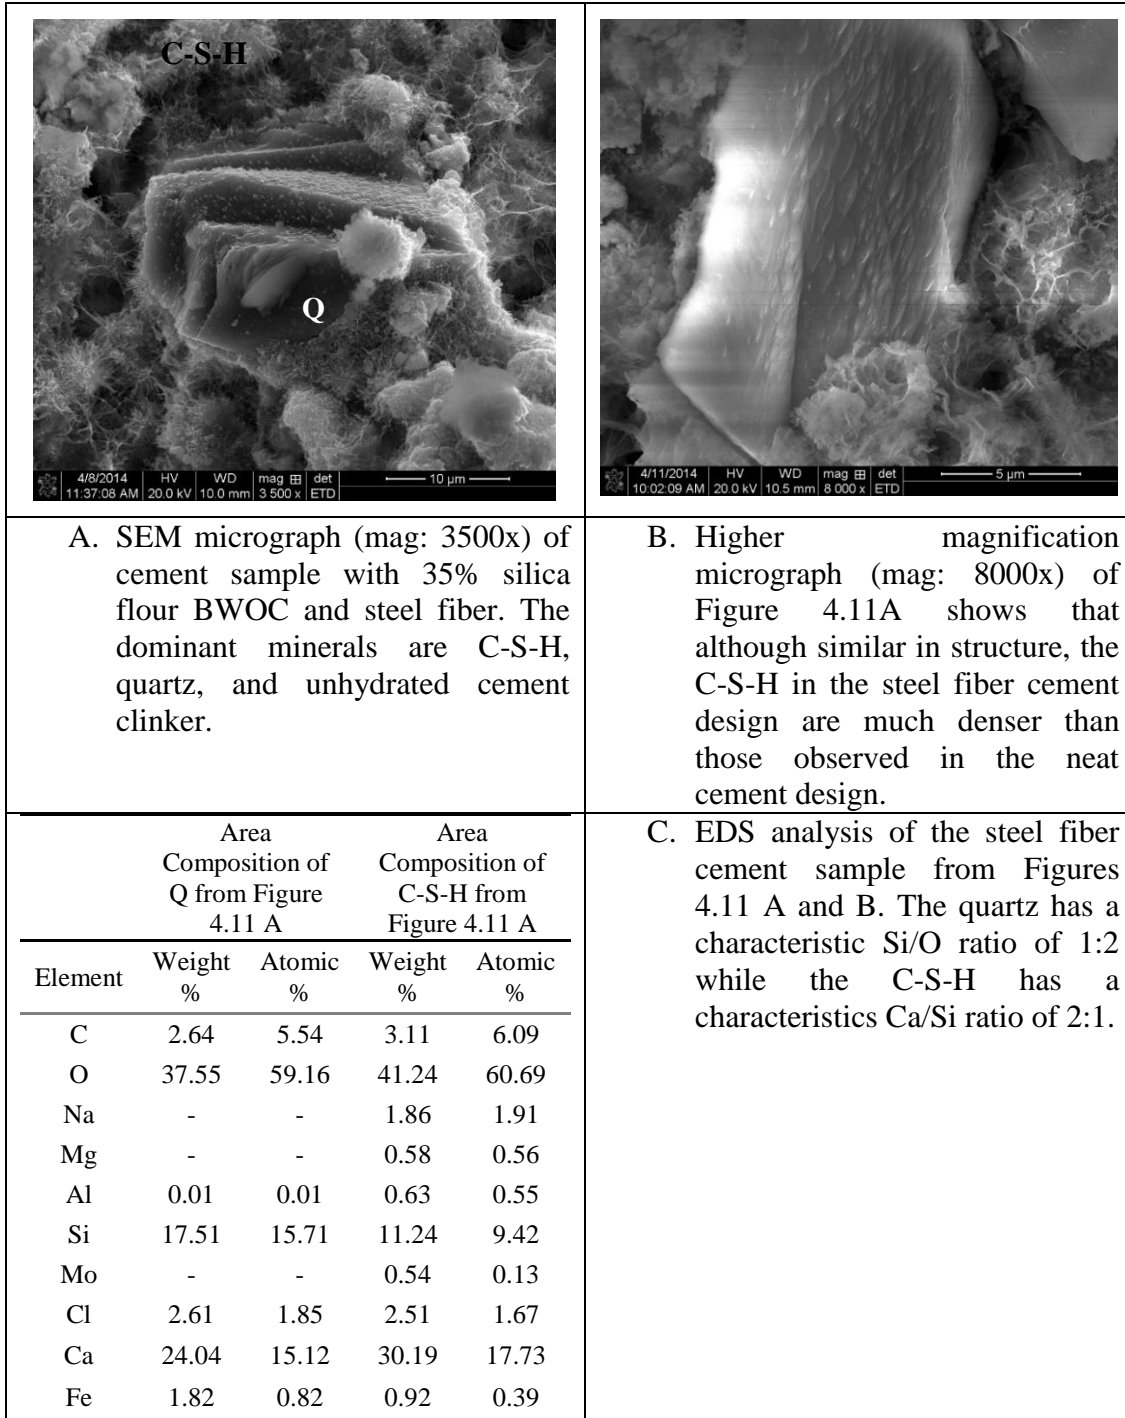 C-S-H
Q
4/8/2014 HV WD mag det 10 µm
11:37:08 AM 20.0 kV 10.0 mm 3 500 x ETD
4/11/2014 HV WD mag det 5 µm
10:02:09 AM 20.0 kV 10.5 mm 8 000 x ETD
A. SEM micrograph (mag: 3500x) of
cement sample with 35% silica
flour BWOC and steel fiber. The
dominant minerals are C-S-H,
quartz, and unhydrated cement
clinker.
B. Higher magnification
micrograph (mag: 8000x) of
Figure 4.11A shows that
although similar in structure, the
C-S-H in the steel fiber cement
design are much denser than
those observed in the neat
cement design.
Area Area
Composition of Composition of
Q from Figure C-S-H from
4.11 A Figure 4.11 A
Element Weight % Atomic % Weight % Atomic %
C 2.64 5.54 3.11 6.09
O 37.55 59.16 41.24 60.69
Na - - 1.86 1.91
Mg - - 0.58 0.56
Al 0.01 0.01 0.63 0.55
Si 17.51 15.71 11.24 9.42
Mo - - 0.54 0.13
Cl 2.61 1.85 2.51 1.67
Ca 24.04 15.12 30.19 17.73
Fe 1.82 0.82 0.92 0.39
C. EDS analysis of the steel fiber
cement sample from Figures
4.11 A and B. The quartz has a
characteristic Si/O ratio of 1:2
while the C-S-H has a
characteristics Ca/Si ratio of 2:1.